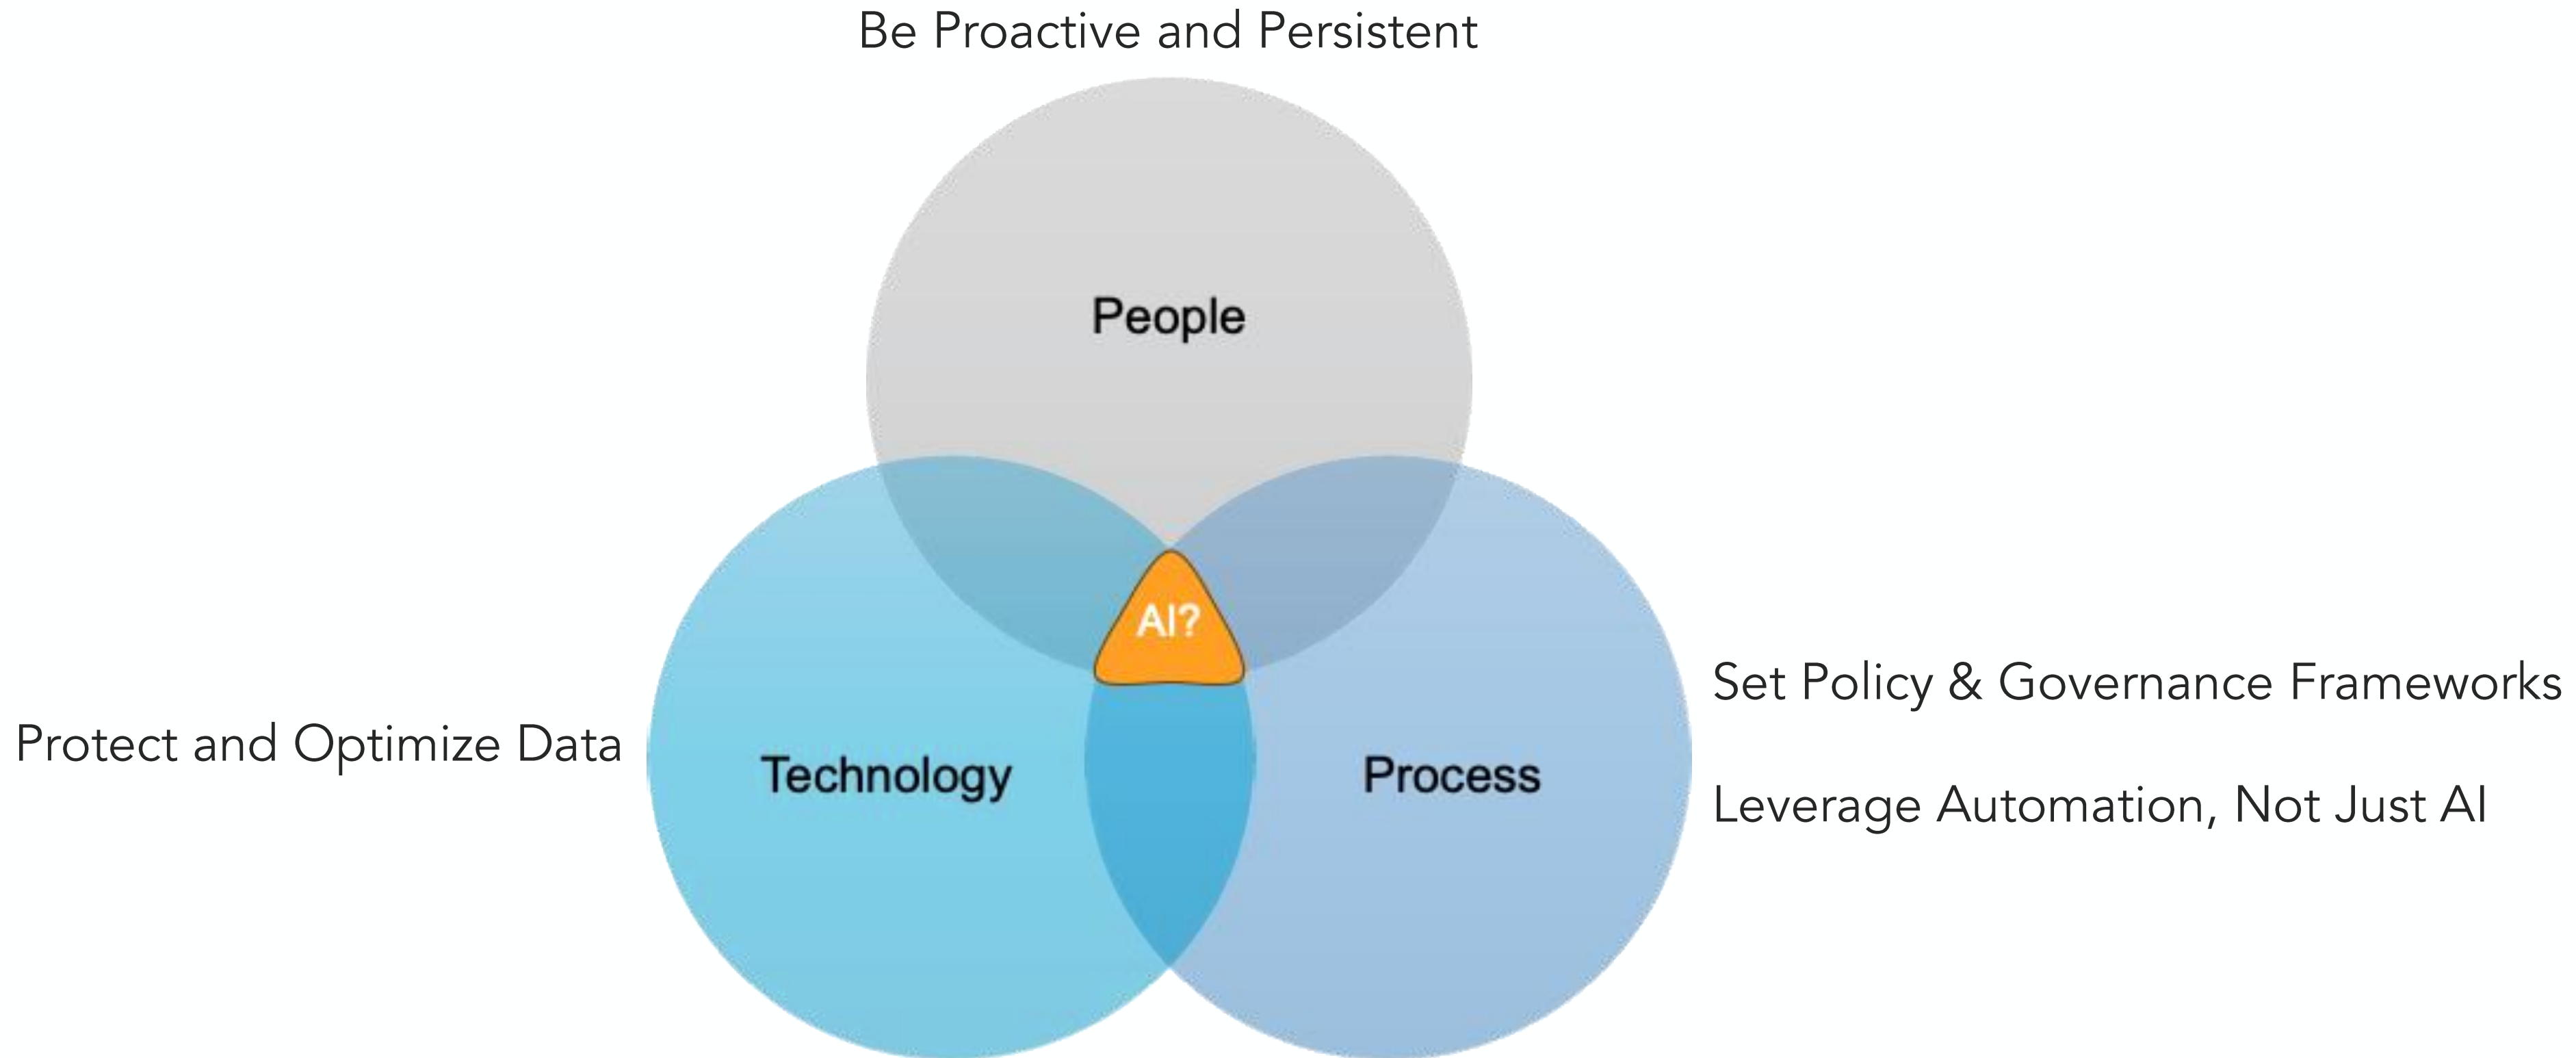 Be Proactive and Persistent
People
AI?
Set Policy & Governance Frameworks
Protect and Optimize Data
Technology
Process
Leverage Automation, Not Just AI